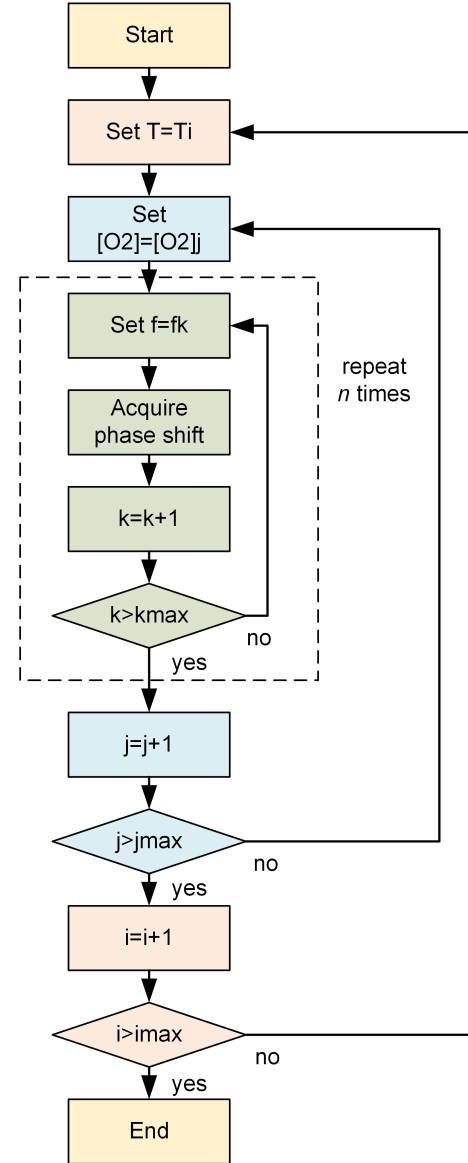 Start
Set T=Ti
Set
[O2]=[O2]j
Set f=fk
repeat
n times
Acquire
phase shift
k=k+1
k>kmax
no
yes
j=j+1
j>jmax
no
yes
i=i+1
i>imax
no
yes
End